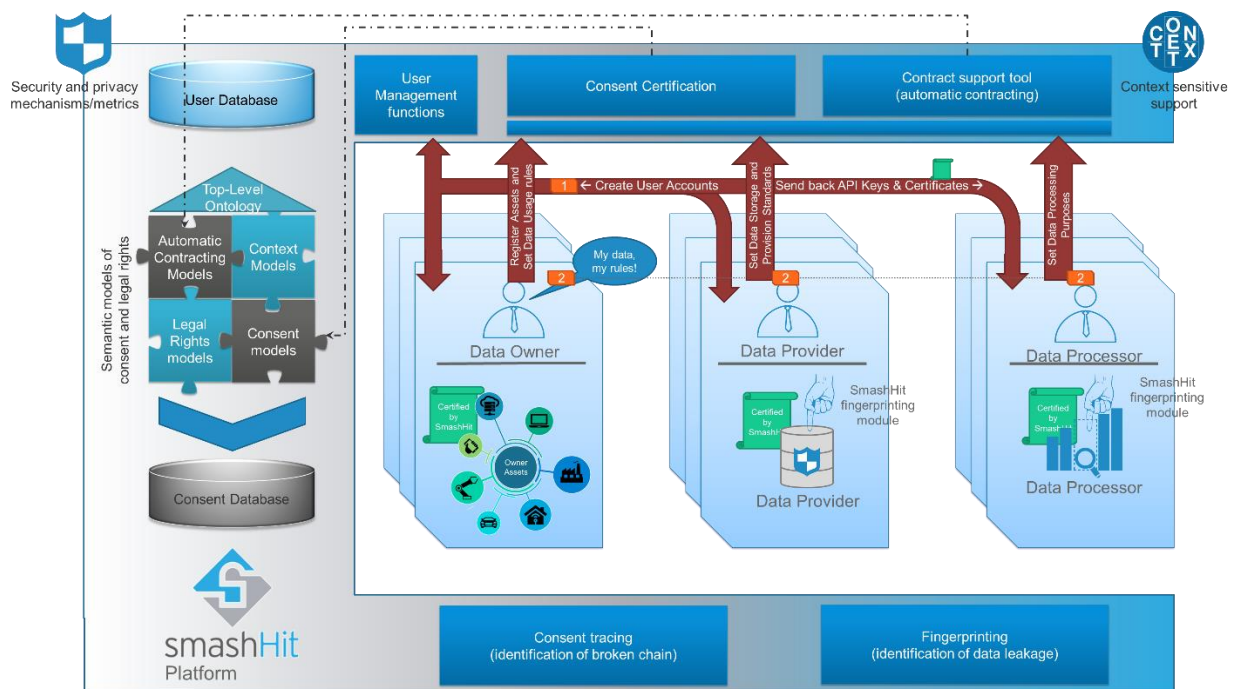 Security and privacy
mechanisms/metrics
User Database
User
Management
functions
Consent Certification
Contract support tool
(automatic contracting)
CONTEXT
Context sensitive
support
Top-Level
Ontology
Automatic
Contracting
Models
Context
Models
Legal
Rights
models
Consent
models
Semantic models of
consent and legal rights
Consent Database
smashHit
Platform
1
← Create User Accounts
Send back API Keys & Certificates →
Register Assets and
Set Data Usage rules
Set Data Storage and
Provision Standards
Set Data Processing
Purposes
My data,
my rules!
2
2
2
Data Owner
Data Provider
Data Processor
Certified
by
SmashHit
Owner
Assets
SmashHit
fingerprinting
module
Certified
by
SmashHit
Data Provider
SmashHit
fingerprinting
module
Certified
by
SmashHit
Data Processor
Consent tracing
(identification of broken chain)
Fingerprinting
(identification of data leakage)